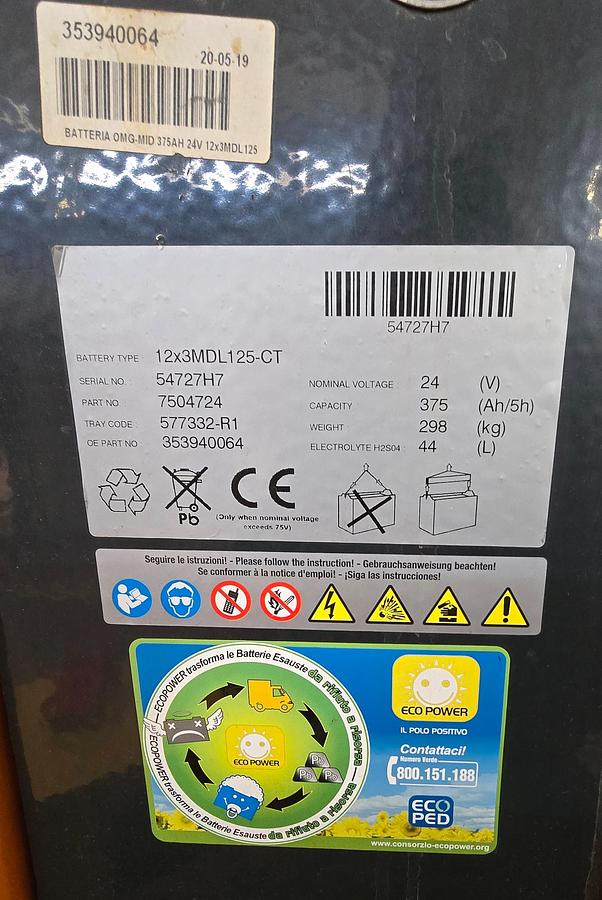 353940064
20-05-19
BATTERIA OMG-MID 375AH 24V 12x3MDL125
54727H7
BATTERY TYPE : 12x3MDL125-CT
SERIAL NO. : 54727H7
PART NO. : 7504724
TRAY CODE : 577332-R1
OE PART NO : 353940064
NOMINAL VOLTAGE : 24 (V)
CAPACITY : 375 (Ah/5h)
WEIGHT : 298 (kg)
ELECTROLYTE H2S04 : 44 (L)
Pb
CE
(Only when nominal voltage
exceeds 75V)
Seguire le istruzioni! - Please follow the instruction! - Gebrauchsanweisung beachten!
Se conformer à la notice d'emploi! - ¡Siga las instrucciones!
ECOPOWER trasforma le Batterie Esauste da rifiuto a risorsa
ECOPOWER trasforma le Batterie Esauste da rifiuto a risorsa
ECO POWER
Pb
Pb Pb
ECO POWER
IL POLO POSITIVO
Contattaci!
Numero Verde
800.151.188
ECO
PED
www.consorzio-ecopower.org